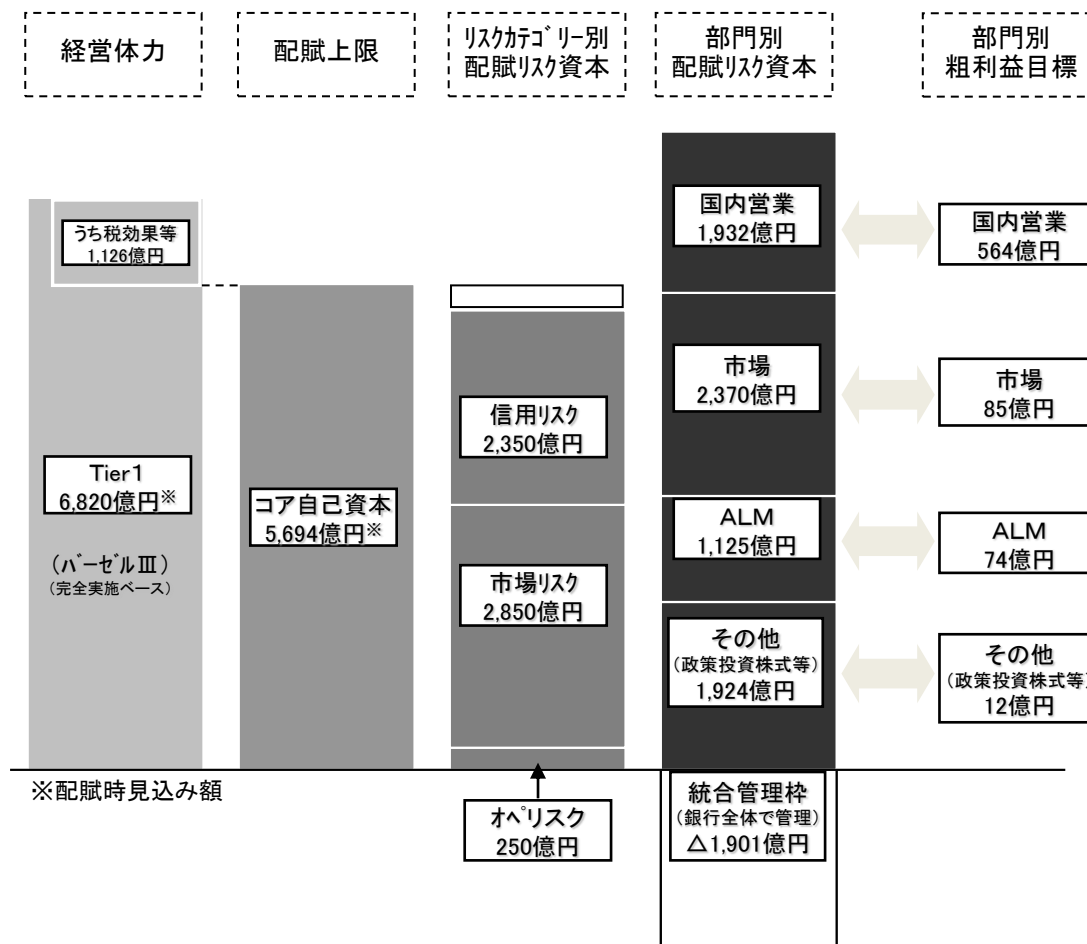 経営体力
配賦上限
ﾘｽｸｶﾃｺﾞﾘｰ別
配賦ﾘｽｸ資本
部門別
配賦ﾘｽｸ資本
部門別
粗利益目標
うち税効果等
1,126億円
Tier1
6,820億円※
(ﾊﾞｰｾﾞﾙⅢ)
(完全実施ベース)
コア自己資本
5,694億円※
信用ﾘｽｸ
2,350億円
市場ﾘｽｸ
2,850億円
ｵﾍﾟﾘｽｸ
250億円
国内営業
1,932億円
市場
2,370億円
ALM
1,125億円
その他
(政策投資株式等)
1,924億円
統合管理枠
(銀行全体で管理)
△1,901億円
国内営業
564億円
市場
85億円
ALM
74億円
その他
(政策投資株式等)
12億円
※配賦時見込み額